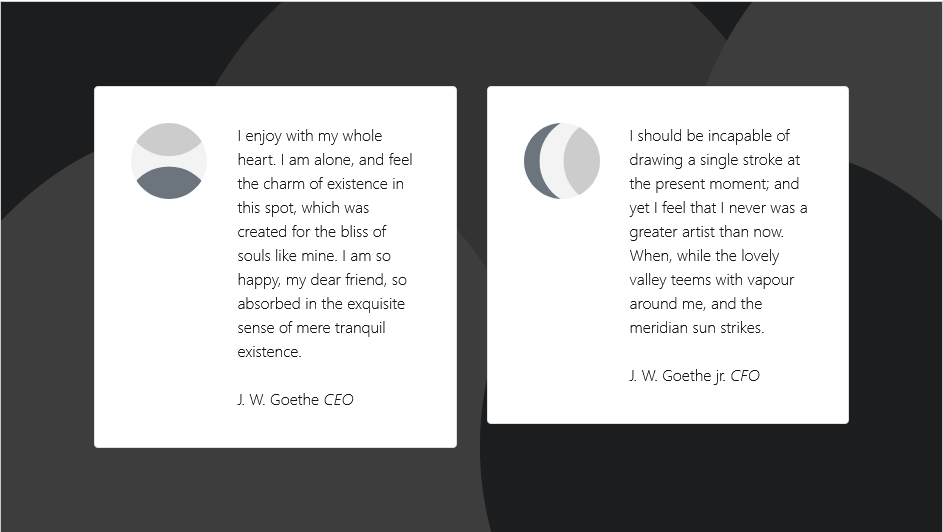 I enjoy with my whole
heart. I am alone, and feel
the charm of existence in
this spot, which was
created for the bliss of
souls like mine. I am so
happy, my dear friend, so
absorbed in the exquisite
sense of mere tranquil
existence.
J. W. Goethe CEO
I should be incapable of
drawing a single stroke at
the present moment; and
yet I feel that I never was a
greater artist than now.
When, while the lovely
valley teems with vapour
around me, and the
meridian sun strikes.
J. W. Goethe jr. CFO